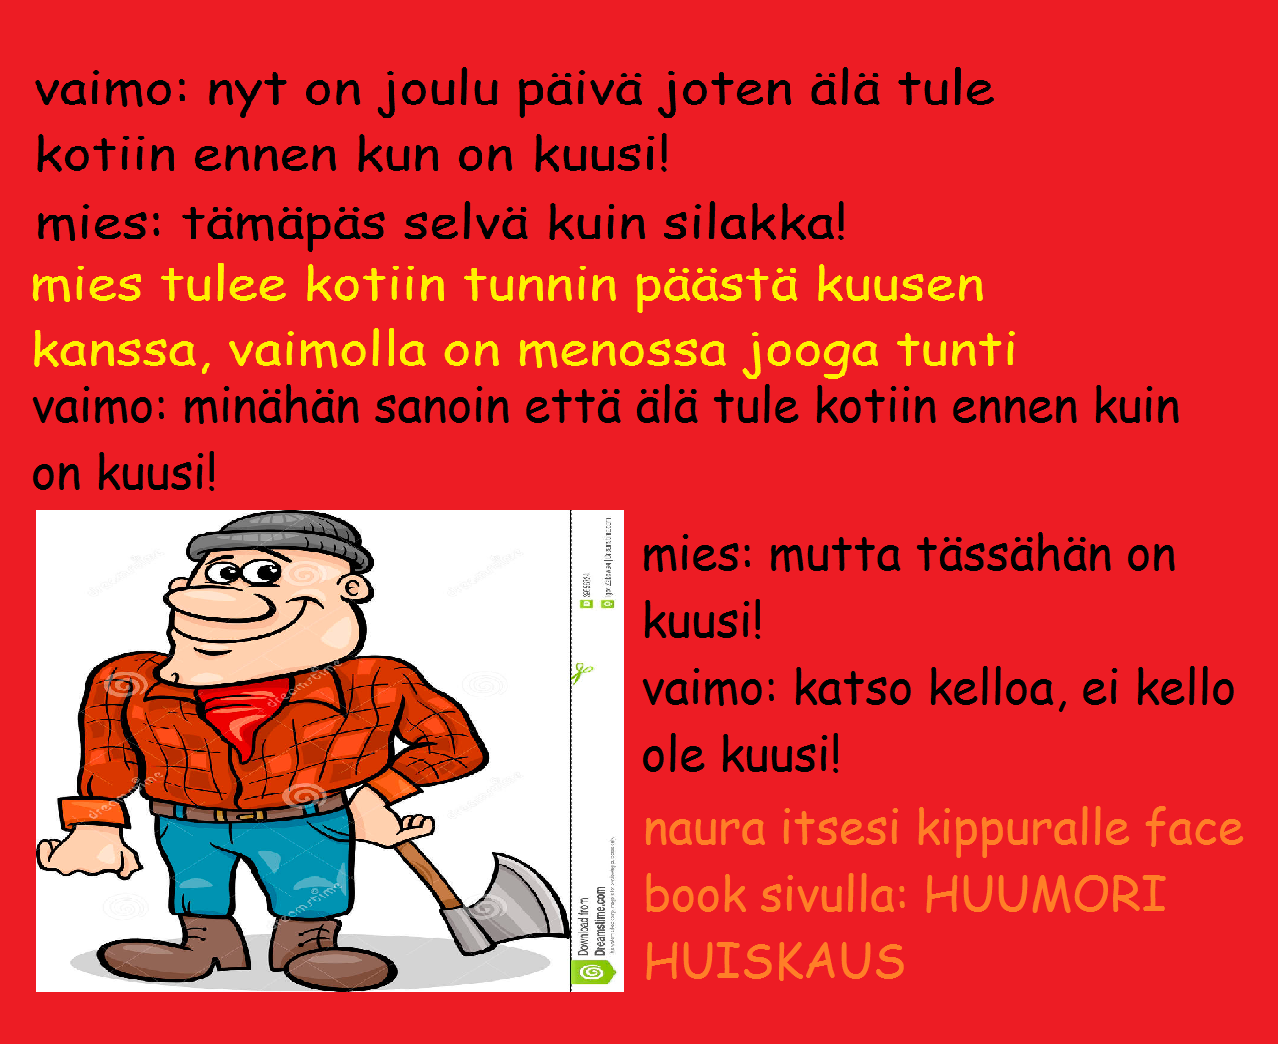 vaimo: nyt on joulu päivä joten älä tule
kotiin ennen kun on kuusi!
mies: tämäpäs selvä kuin silakka!
mies tulee kotiin tunnin päästä kuusen
kanssa, vaimolla on menossa jooga tunti
vaimo: minähän sanoin että älä tule kotiin ennen kuin
on kuusi!
mies: mutta tässähän on
kuusi!
vaimo: katso kelloa, ei kello
ole kuusi!
naura itsesi kippuralle face
book sivulla: HUUMORI
HUISKAUS
Download from
Dreamstime.com
dreamstime
dreamstime
dreamstime